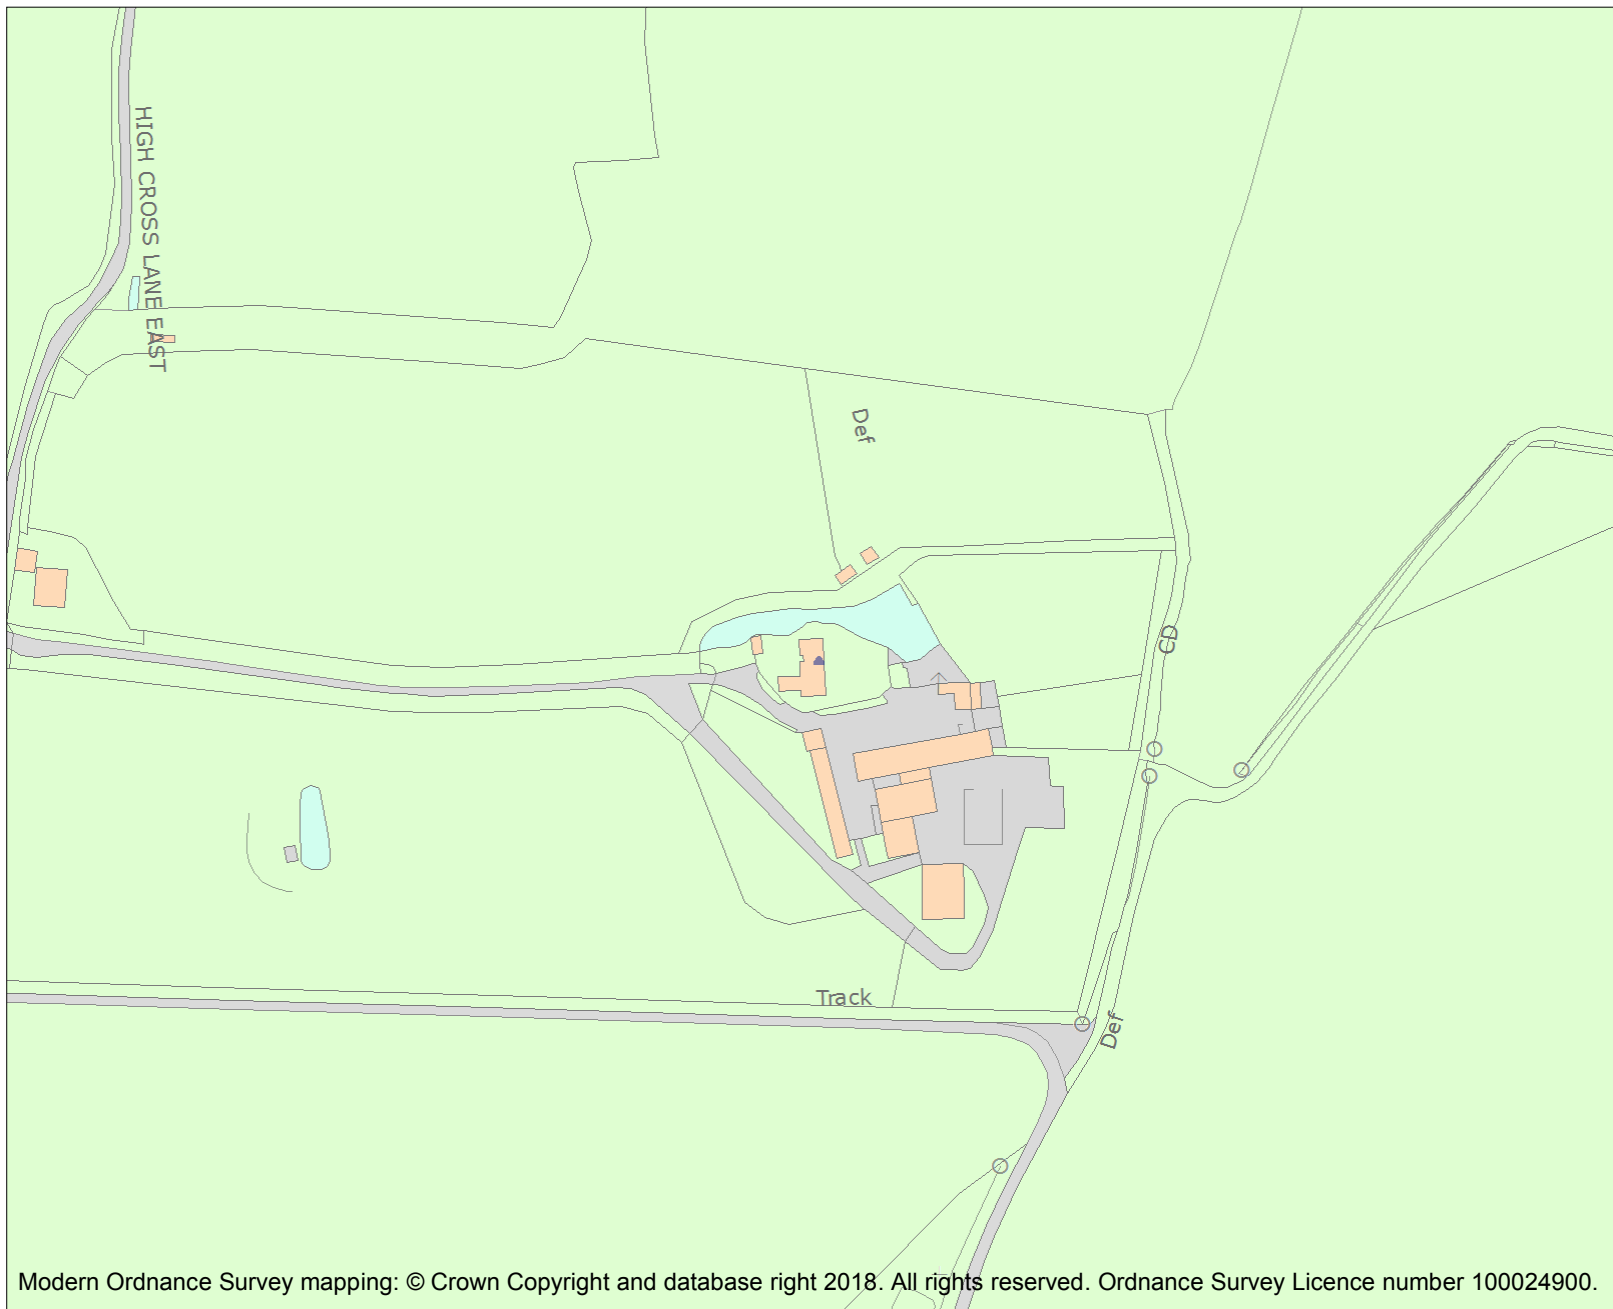 HIGH CROSS LANE EAST
Def
CD
Track
Def
Modern Ordnance Survey mapping: © Crown Copyright and database right 2018. All rights reserved. Ordnance Survey Licence number 100024900.